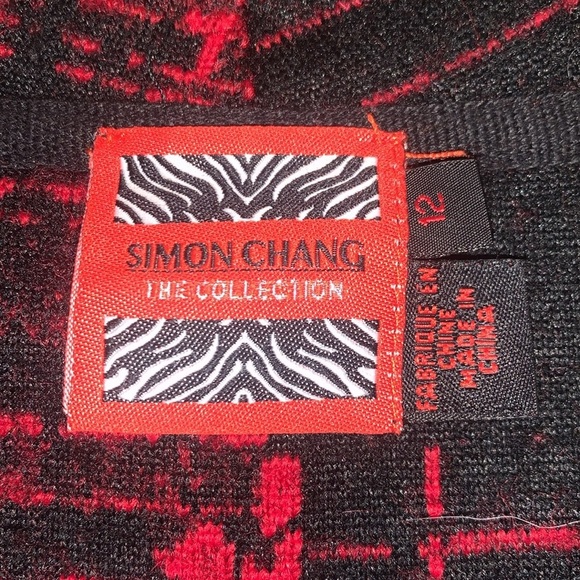 SIMON CHANG
THE COLLECTION
12
FABRIQUE EN
CHINE
MADE IN
CHINA